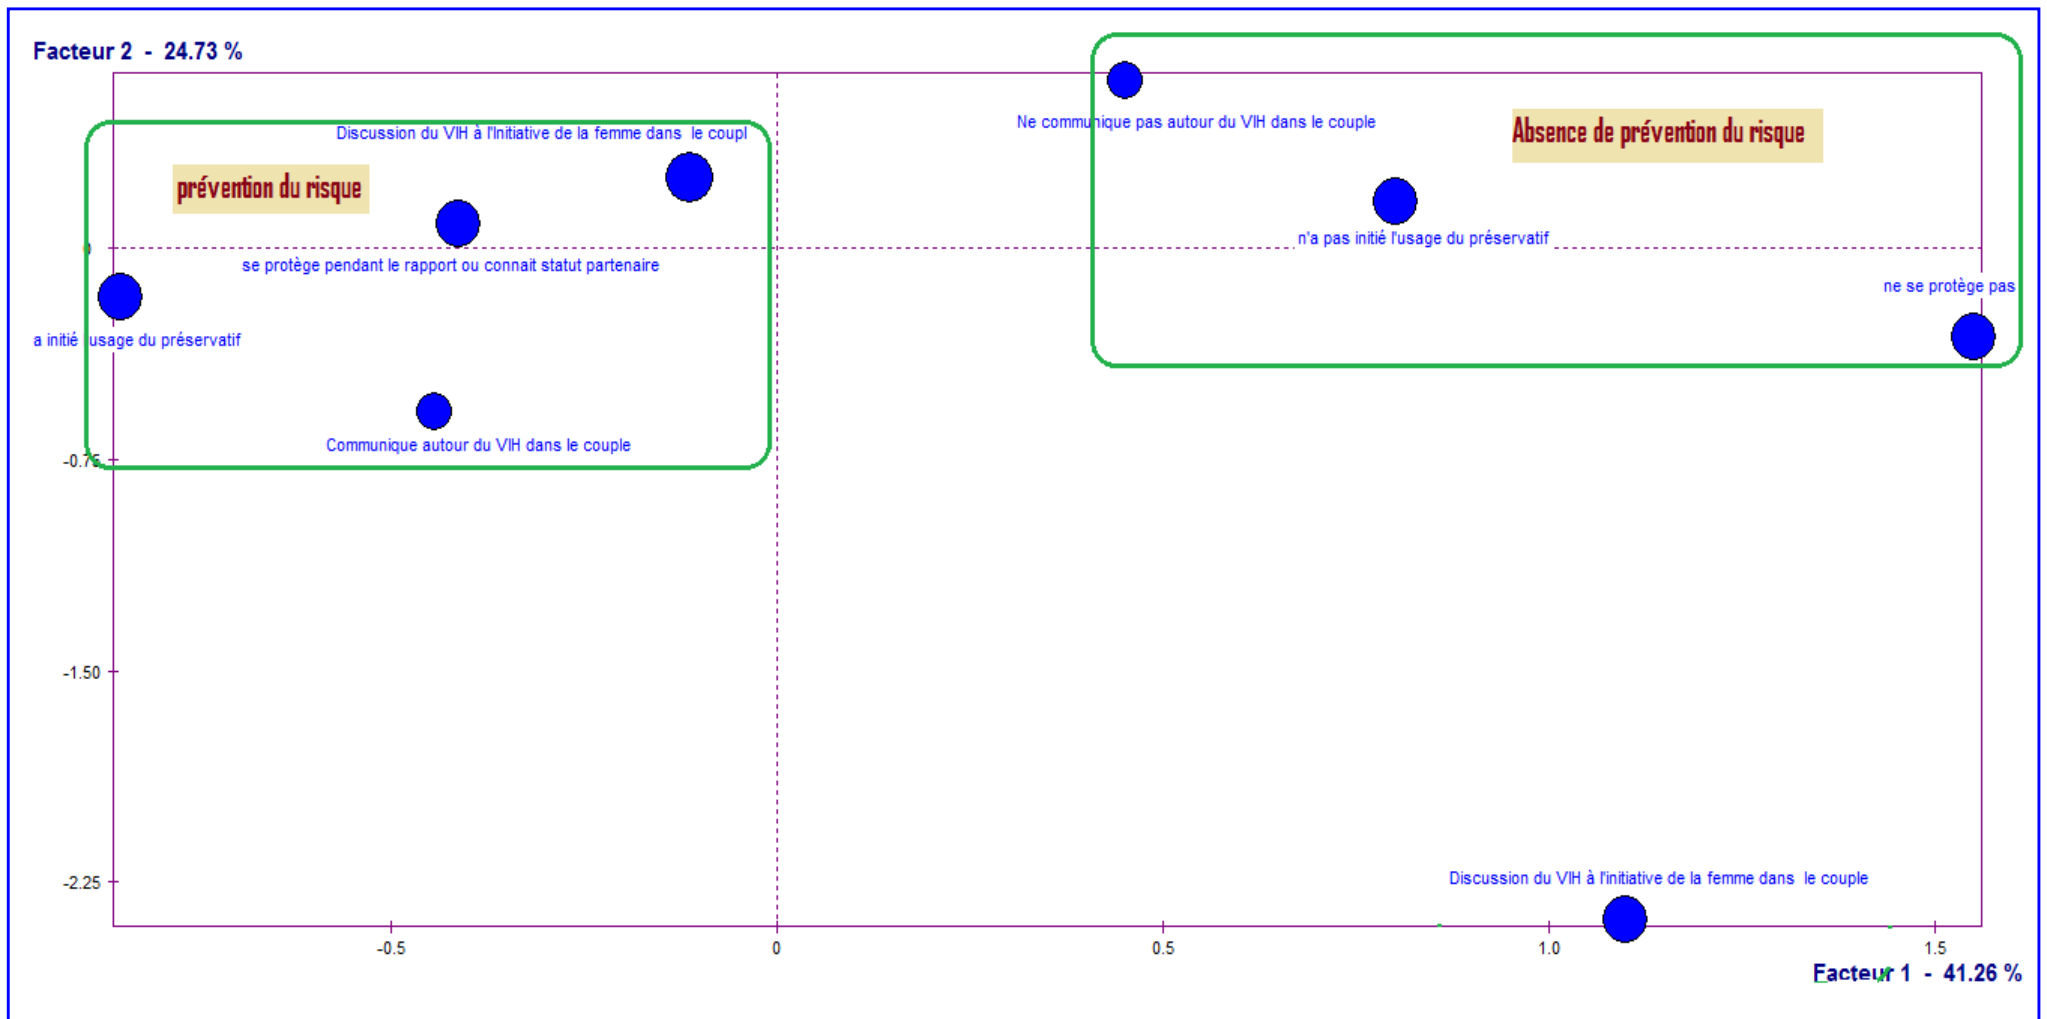 Facteur 2 - 24.73 %
Discussion du VIH à l'Initiative de la femme dans le coupl
Ne communique pas autour du VIH dans le couple
Absence de prévention du risque
prévention du risque
n'a pas initié l'usage du préservatif
0
se protège pendant le rapport ou connait statut partenaire
ne se protège pas
a initié usage du préservatif
Communique autour du VIH dans le couple
-0.75
-1.50
-2.25
Discussion du VIH à l'initiative de la femme dans le couple
-0.5 0 0.5 1.0 1.5
Facteur 1 - 41.26 %